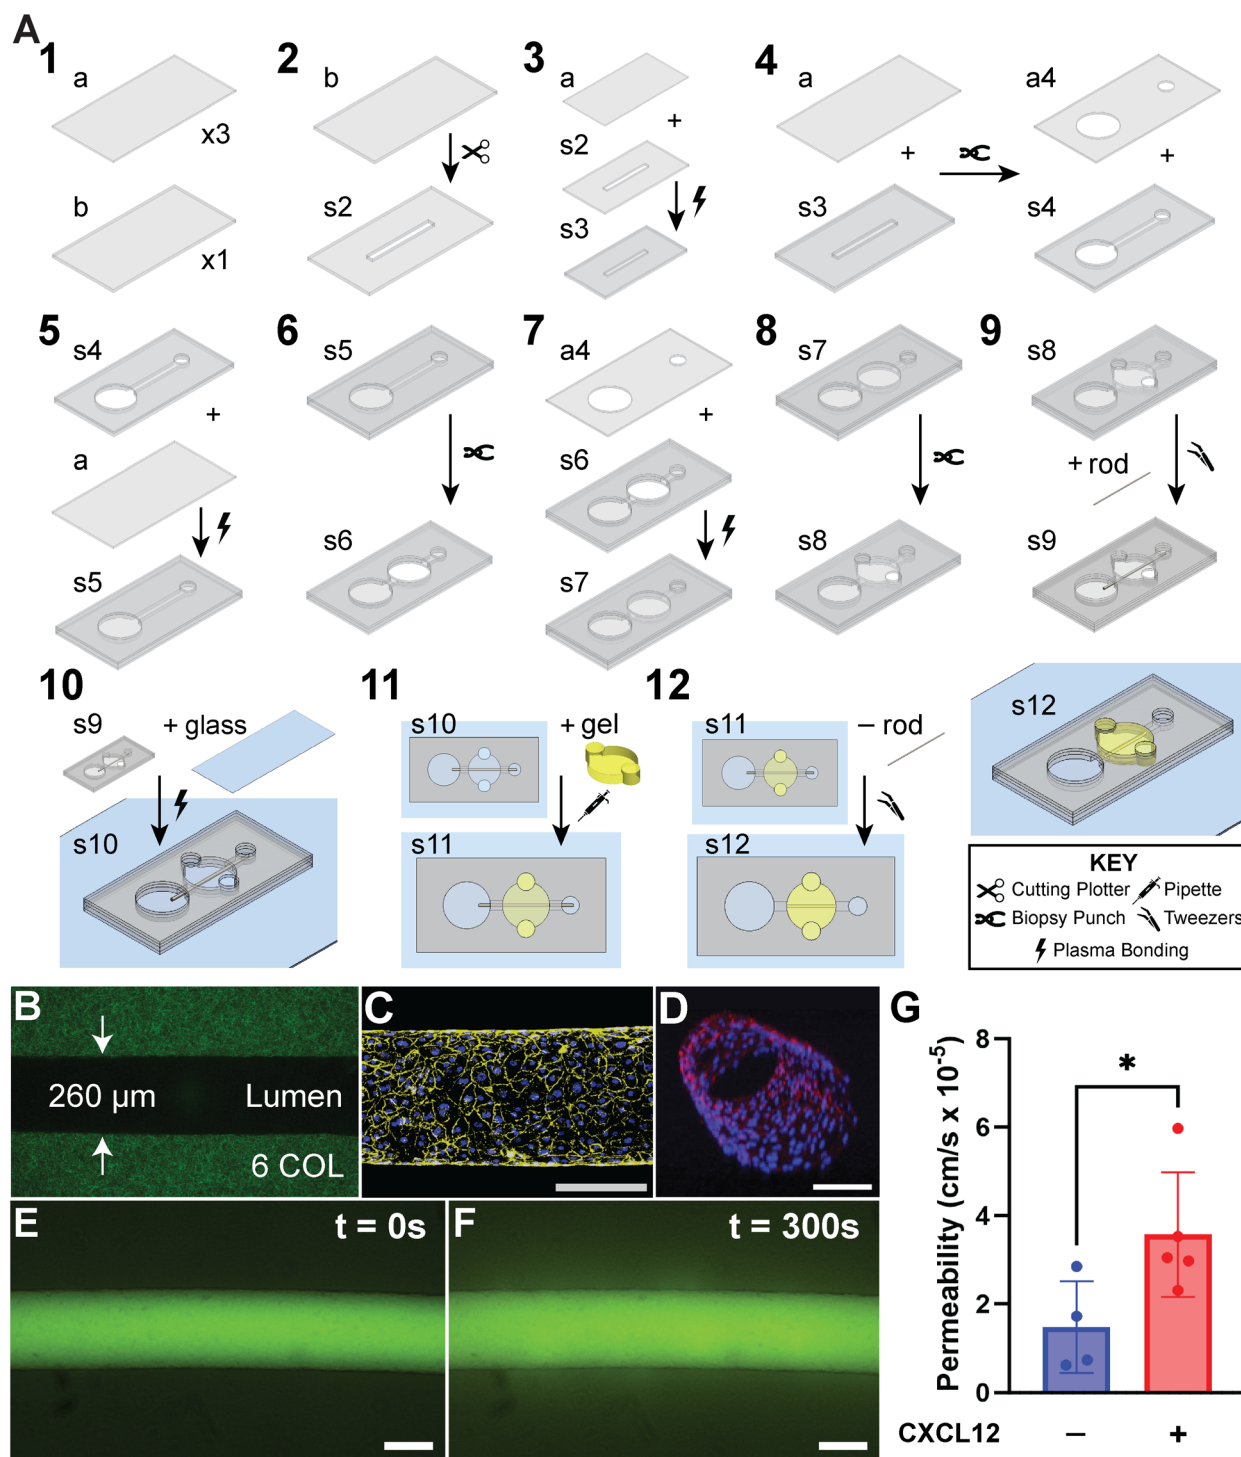 A
1
a
x3
b
x1
2
b
s2
3
a
+
s2
s3
4
a
+
s3
a4
+
s4
5
s4
+
a
s5
6
s5
s6
7
a4
+
s6
s7
8
s7
s8
9
s8
+ rod
s9
10
s9
+ glass
s10
11
s10
+ gel
s11
12
s11
– rod
s12
s12
KEY
Cutting Plotter
Pipette
Biopsy Punch
Tweezers
Plasma Bonding
B
260 µm
Lumen
6 COL
C
D
E
t = 0s
F
t = 300s
G
Permeability (cm/s x 10⁻⁵)
8
6
4
2
0
*
CXCL12
–
+